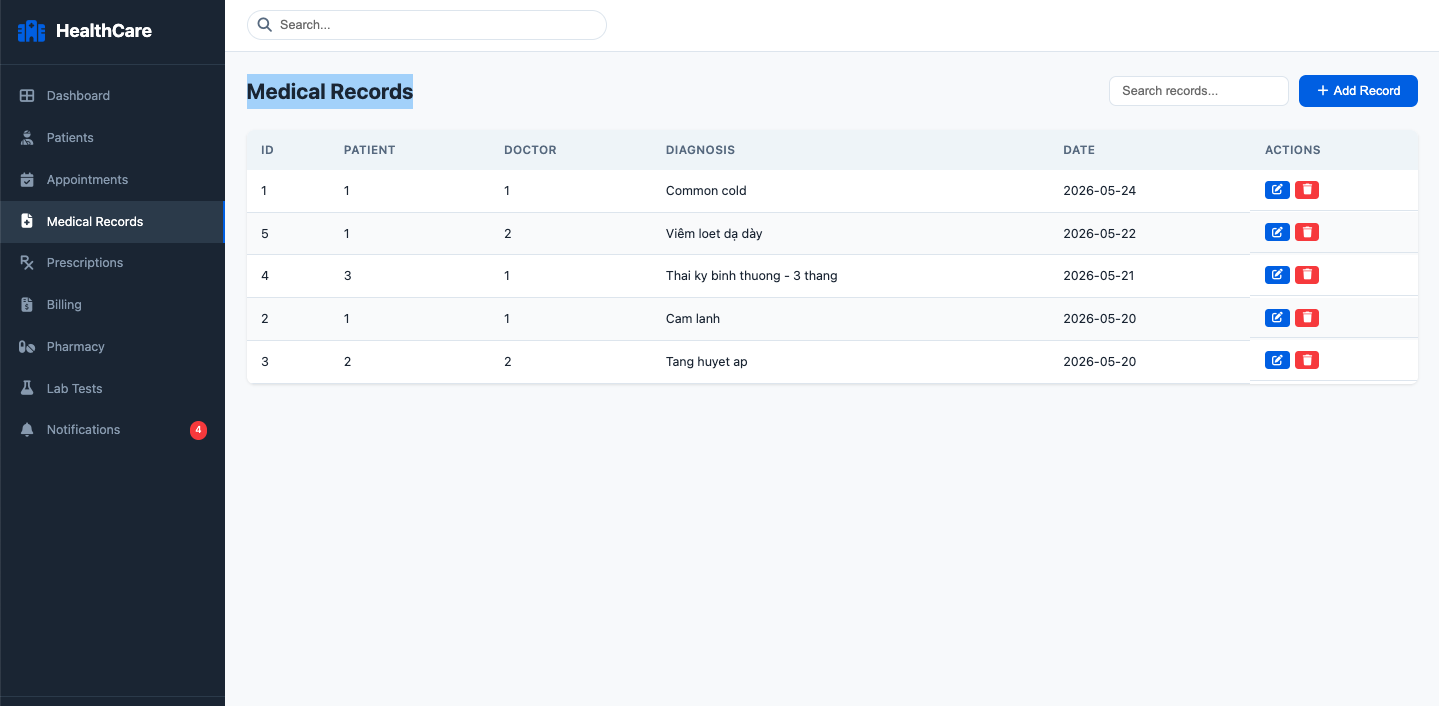 HealthCare
Search...
Dashboard
Patients
Appointments
Medical Records
Prescriptions
Billing
Pharmacy
Lab Tests
Notifications 4
Medical Records
Search records...
+ Add Record
ID PATIENT DOCTOR DIAGNOSIS DATE ACTIONS
1 1 1 Common cold 2026-05-24
5 1 2 Viêm loet dạ dày 2026-05-22
4 3 1 Thai ky binh thuong - 3 thang 2026-05-21
2 1 1 Cam lanh 2026-05-20
3 2 2 Tang huyet ap 2026-05-20